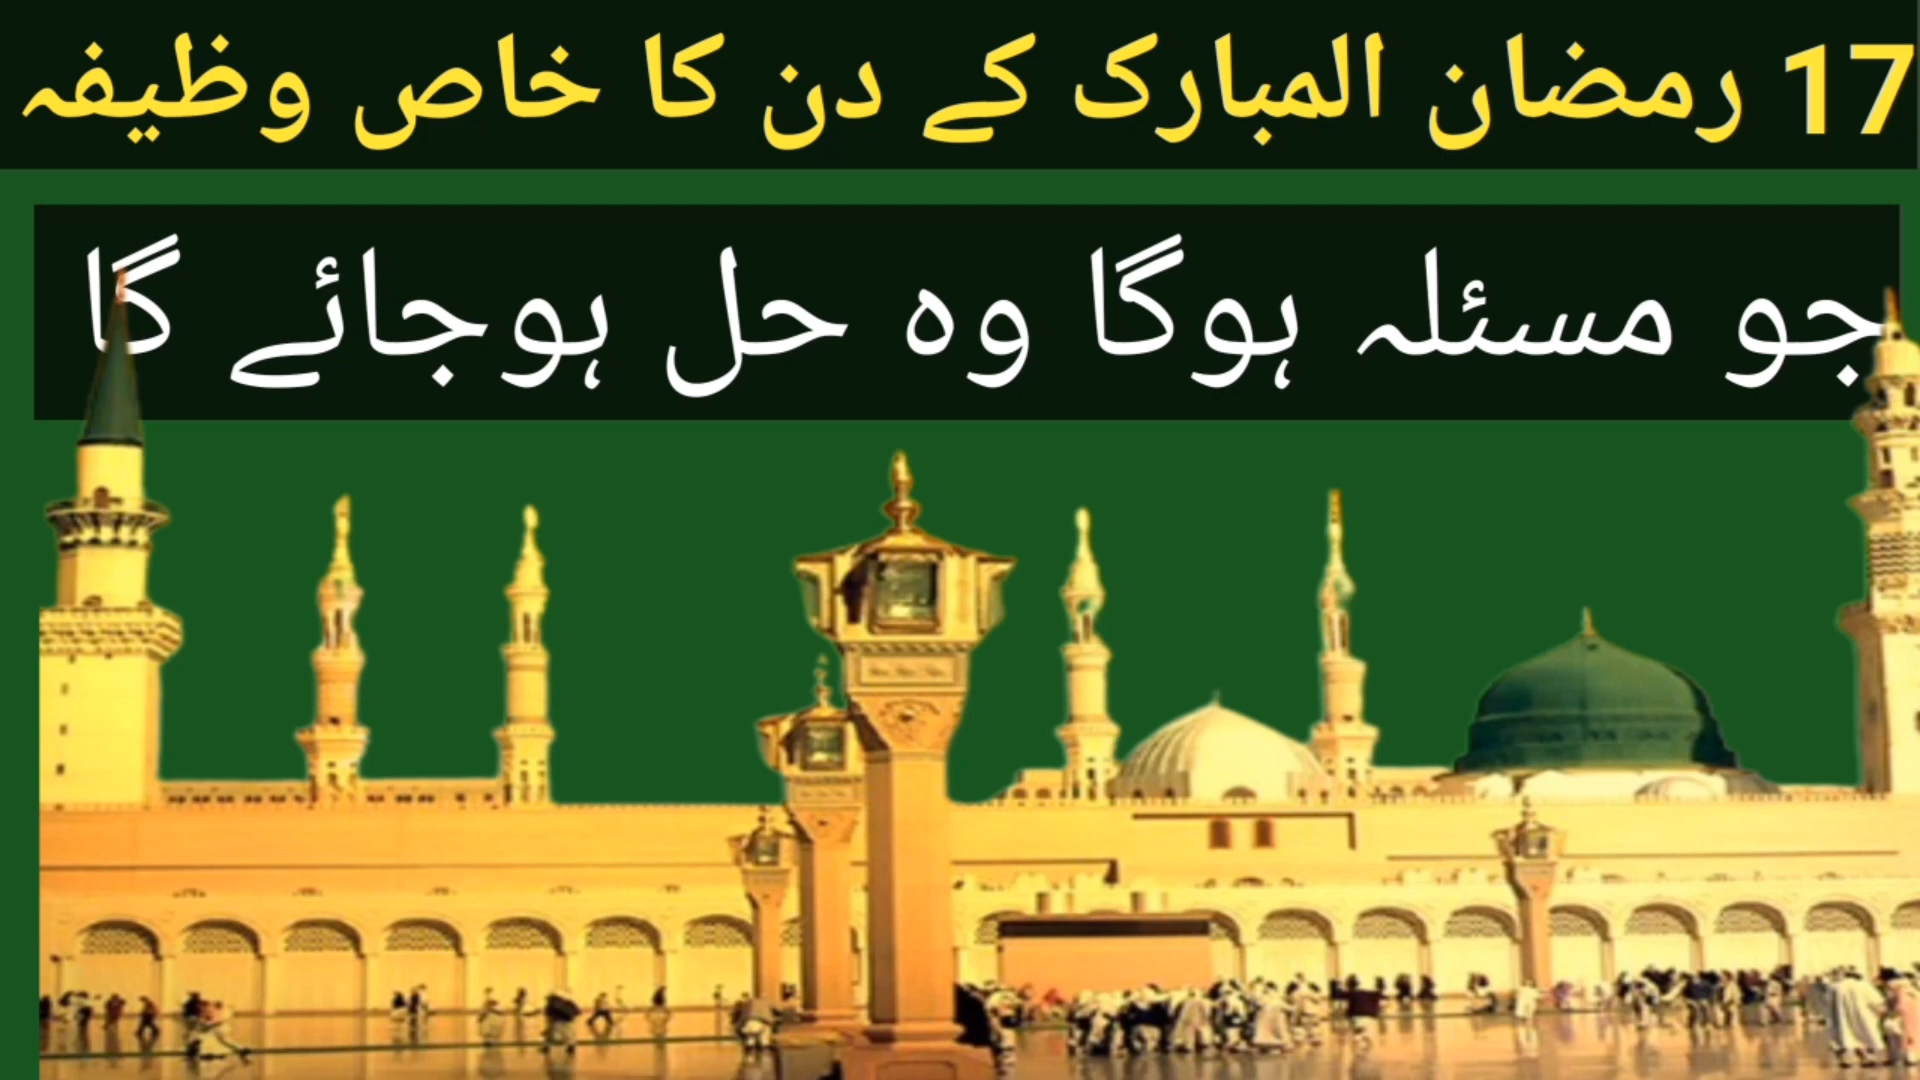 17 رمضان المبارک کے دن کا خاص وظیفہ
جو مسئلہ ہوگا وہ حل ہوجائے گا